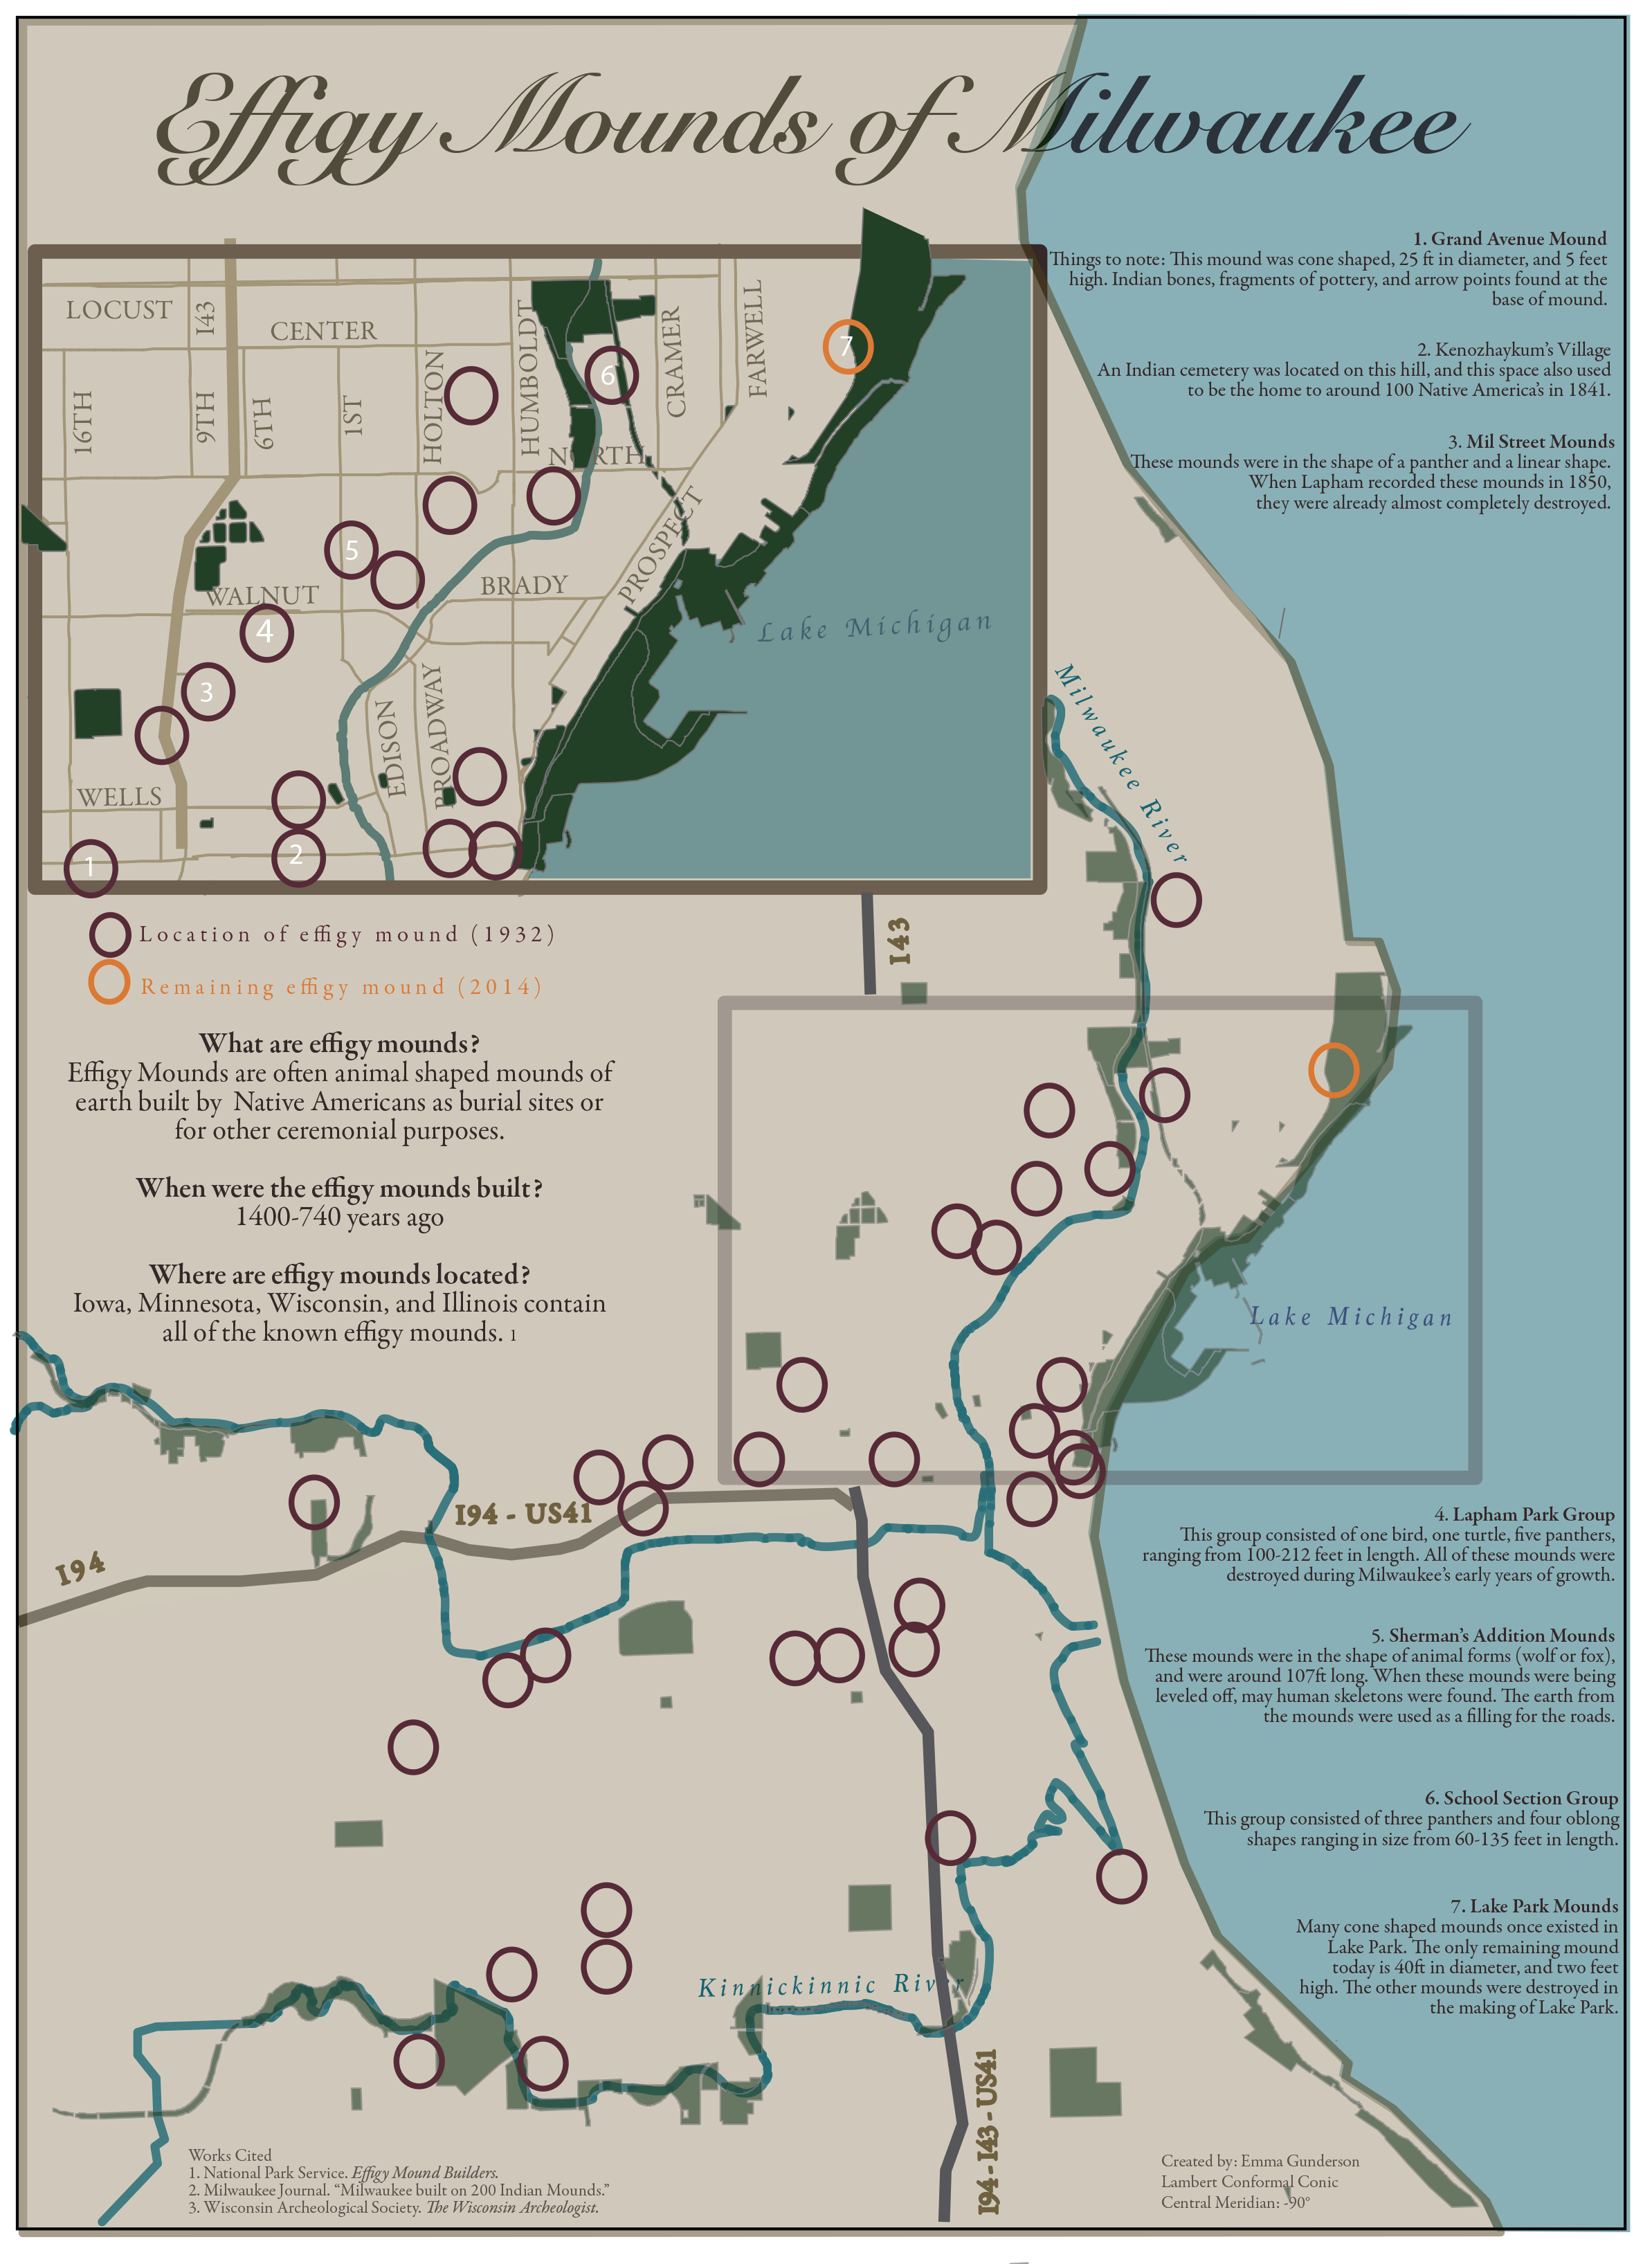 Effigy Mounds of Milwaukee
1. Grand Avenue Mound
Things to note: This mound was cone shaped, 25 ft in diameter, and 5 feet
high. Indian bones, fragments of pottery, and arrow points found at the
base of mound.
2. Kenozhaykum's Village
An Indian cemetery was located on this hill, and this space also used
to be the home to around 100 Native America's in 1841.
3. Mil Street Mounds
These mounds were in the shape of a panther and a linear shape.
When Lapham recorded these mounds in 1850,
they were already almost completely destroyed.
LOCUST
I43
CENTER
HUMBOLDT
CRAMER
FARWELL
7
6
16TH
9TH
6TH
1ST
HOLTON
NORTH
PROSPECT
5
WALNUT
BRADY
4
Lake Michigan
3
EDISON
BROADWAY
WELLS
1
2
Milwaukee River
Location of effigy mound (1932)
Remaining effigy mound (2014)
I43
What are effigy mounds?
Effigy Mounds are often animal shaped mounds of
earth built by Native Americans as burial sites or
for other ceremonial purposes.
When were the effigy mounds built?
1400-740 years ago
Where are effigy mounds located?
Iowa, Minnesota, Wisconsin, and Illinois contain
all of the known effigy mounds. 1
Lake Michigan
I94 - US41
I94
4. Lapham Park Group
This group consisted of one bird, one turtle, five panthers,
ranging from 100-212 feet in length. All of these mounds were
destroyed during Milwaukee's early years of growth.
5. Sherman's Addition Mounds
These mounds were in the shape of animal forms (wolf or fox),
and were around 107ft long. When these mounds were being
leveled off, may human skeletons were found. The earth from
the mounds were used as a filling for the roads.
6. School Section Group
This group consisted of three panthers and four oblong
shapes ranging in size from 60-135 feet in length.
7. Lake Park Mounds
Many cone shaped mounds once existed in
Lake Park. The only remaining mound
today is 40ft in diameter, and two feet
high. The other mounds were destroyed in
the making of Lake Park.
Kinnickinnic River
I94 - I43 - US41
Works Cited
1. National Park Service. Effigy Mound Builders.
2. Milwaukee Journal. "Milwaukee built on 200 Indian Mounds."
3. Wisconsin Archeological Society. The Wisconsin Archeologist.
Created by: Emma Gunderson
Lambert Conformal Conic
Central Meridian: -90°